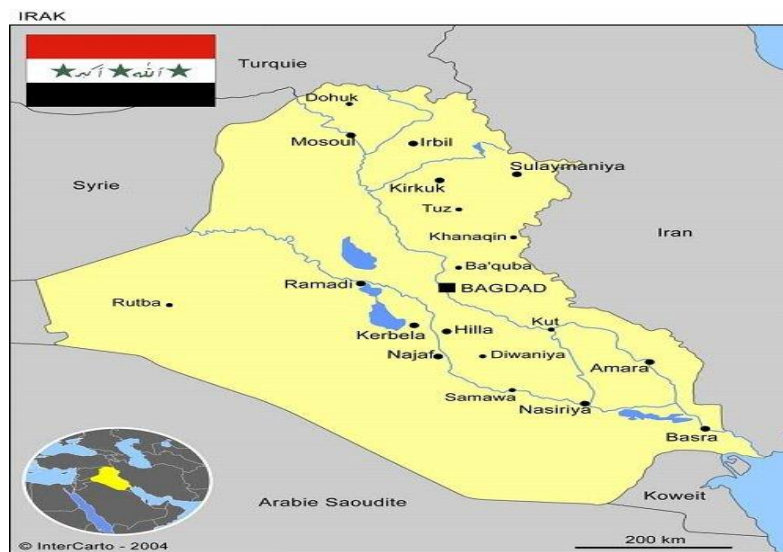 IRAK
الله اكبر
Turquie
Dohuk
Mosoul
Irbil
Sulaymaniya
Syrie
Kirkuk
Tuz
Khanaqin
Iran
Ba'quba
Ramadi
BAGDAD
Rutba
Kerbela
Hilla
Kut
Najaf
Diwaniya
Amara
Samawa
Nasiriya
Basra
Arabie Saoudite
Koweit
200 km
© InterCarto - 2004